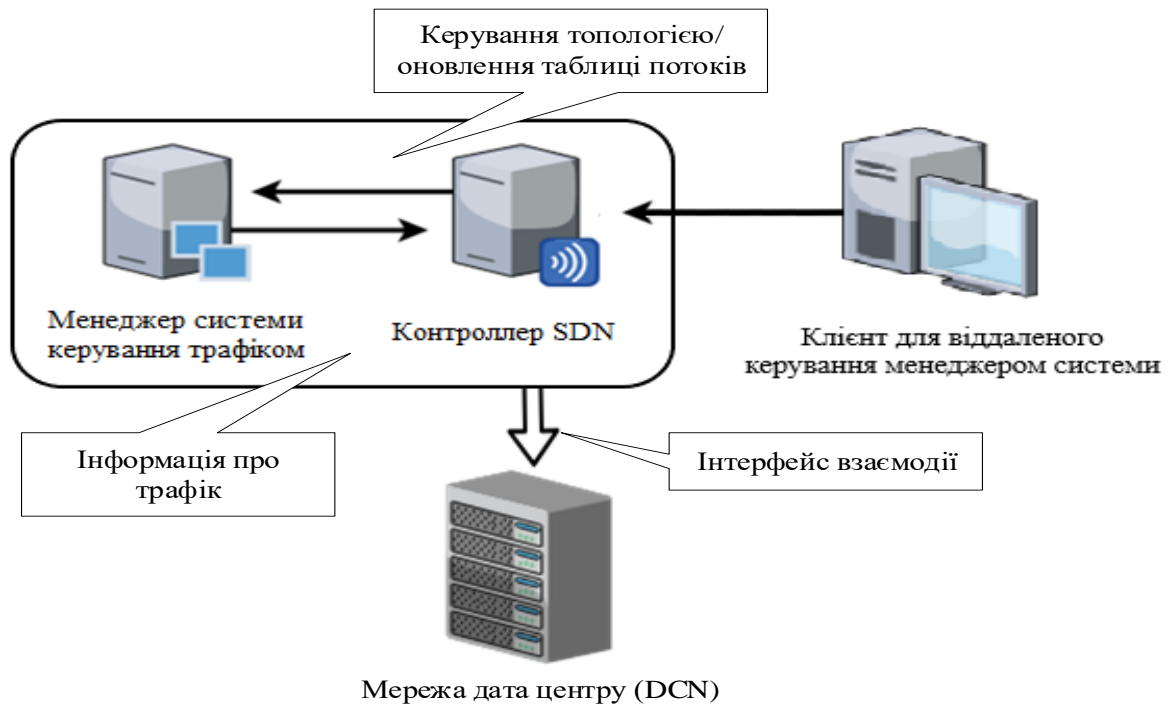 Керування топологією/
оновлення таблиці потоків
Менеджер системи
керування трафіком
Контроллер SDN
Клієнт для віддаленого
керування менеджером системи
Інформація про
трафік
Інтерфейс взаємодії
Мережа дата центру (DCN)